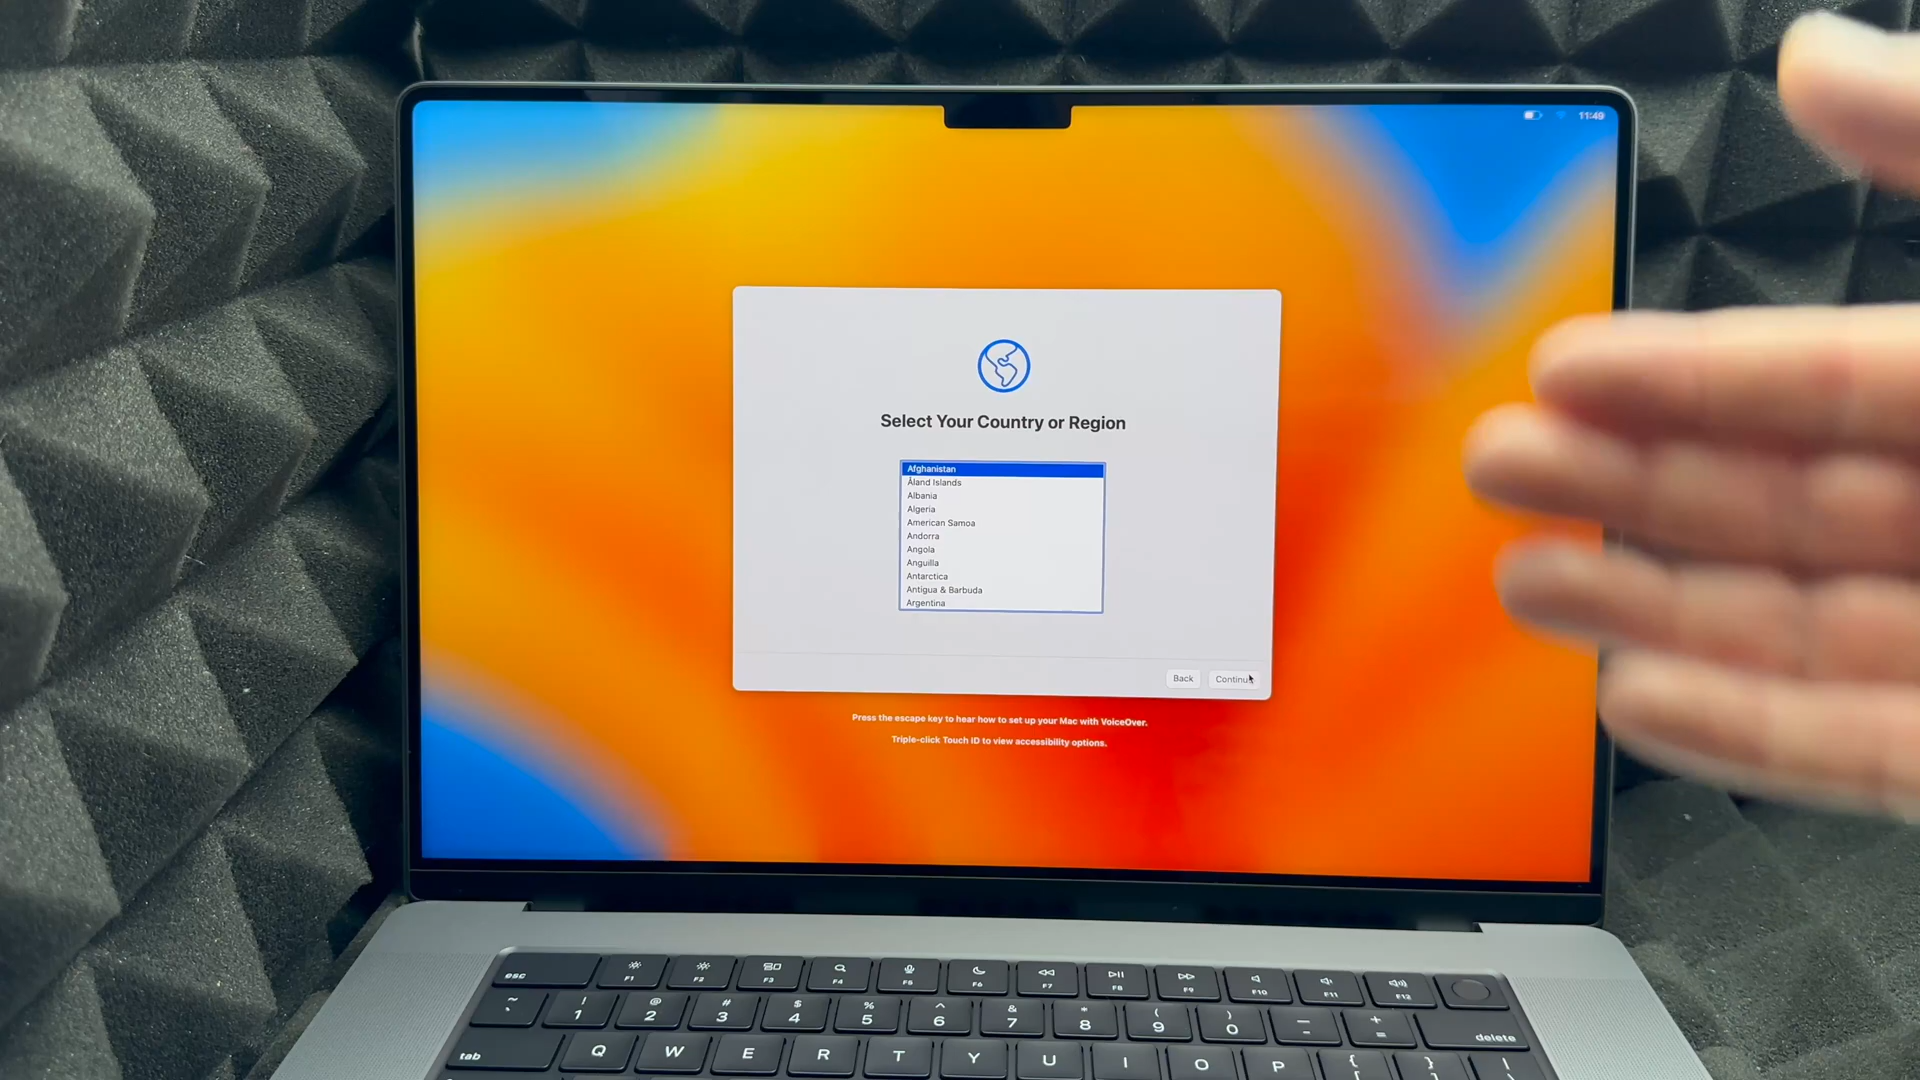 11:49
Select Your Country or Region
Afghanistan
Åland Islands
Albania
Algeria
American Samoa
Andorra
Angola
Anguilla
Antarctica
Antigua & Barbuda
Argentina
Back
Continue
Press the escape key to hear how to set up your Mac with VoiceOver.
Triple-click Touch ID to view accessibility options.
esc F1 F2 F3 F4 F5 F6 F7 F8 F9 F10 F11 F12
~ ! @ # $ % ^ & * ( ) _ +
` 1 2 3 4 5 6 7 8 9 0 - = delete
tab Q W E R T Y U I O P { } |
[ ]